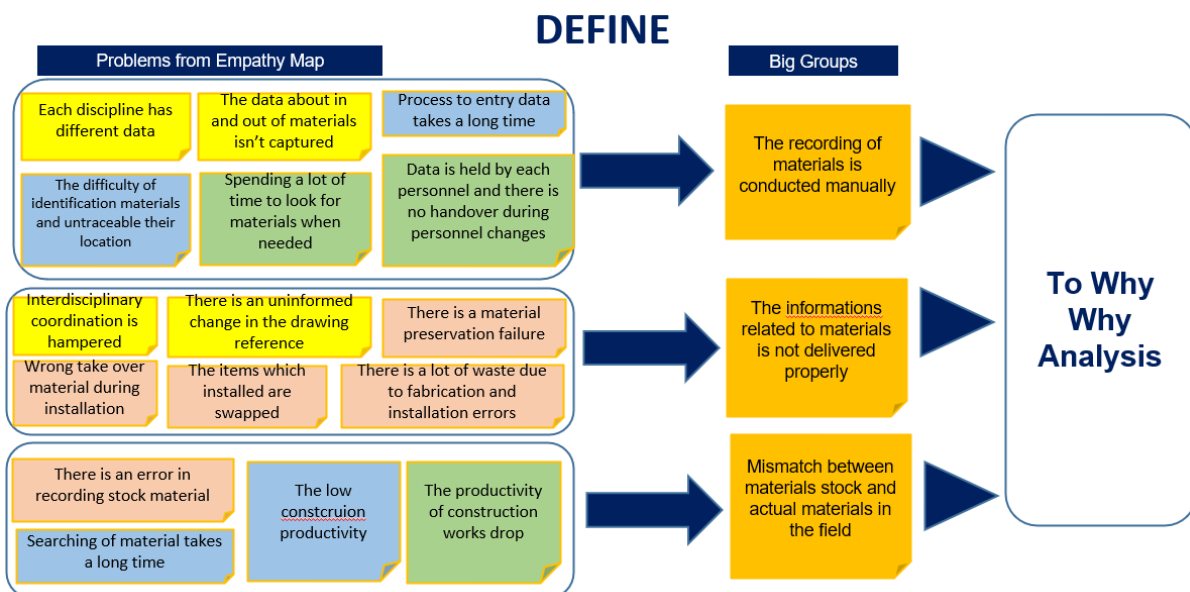 DEFINE
Problems from Empathy Map
Big Groups
Each discipline has
different data
The data about in
and out of materials
isn't captured
Process to entry data
takes a long time
The difficulty of
identification materials
and untraceable their
location
Spending a lot of
time to look for
materials when
needed
Data is held by each
personnel and there is
no handover during
personnel changes
The recording of
materials is
conducted manually
Interdisciplinary
coordination is
hampered
There is an uninformed
change in the drawing
reference
There is a material
preservation failure
Wrong take over
material during
installation
The items which
installed are
swapped
There is a lot of waste due
to fabrication and
installation errors
The informations
related to materials
is not delivered
properly
There is an error in
recording stock material
Searching of material takes
a long time
The low
constcruion
productivity
The productivity
of construction
works drop
Mismatch between
materials stock and
actual materials in
the field
To Why
Why
Analysis